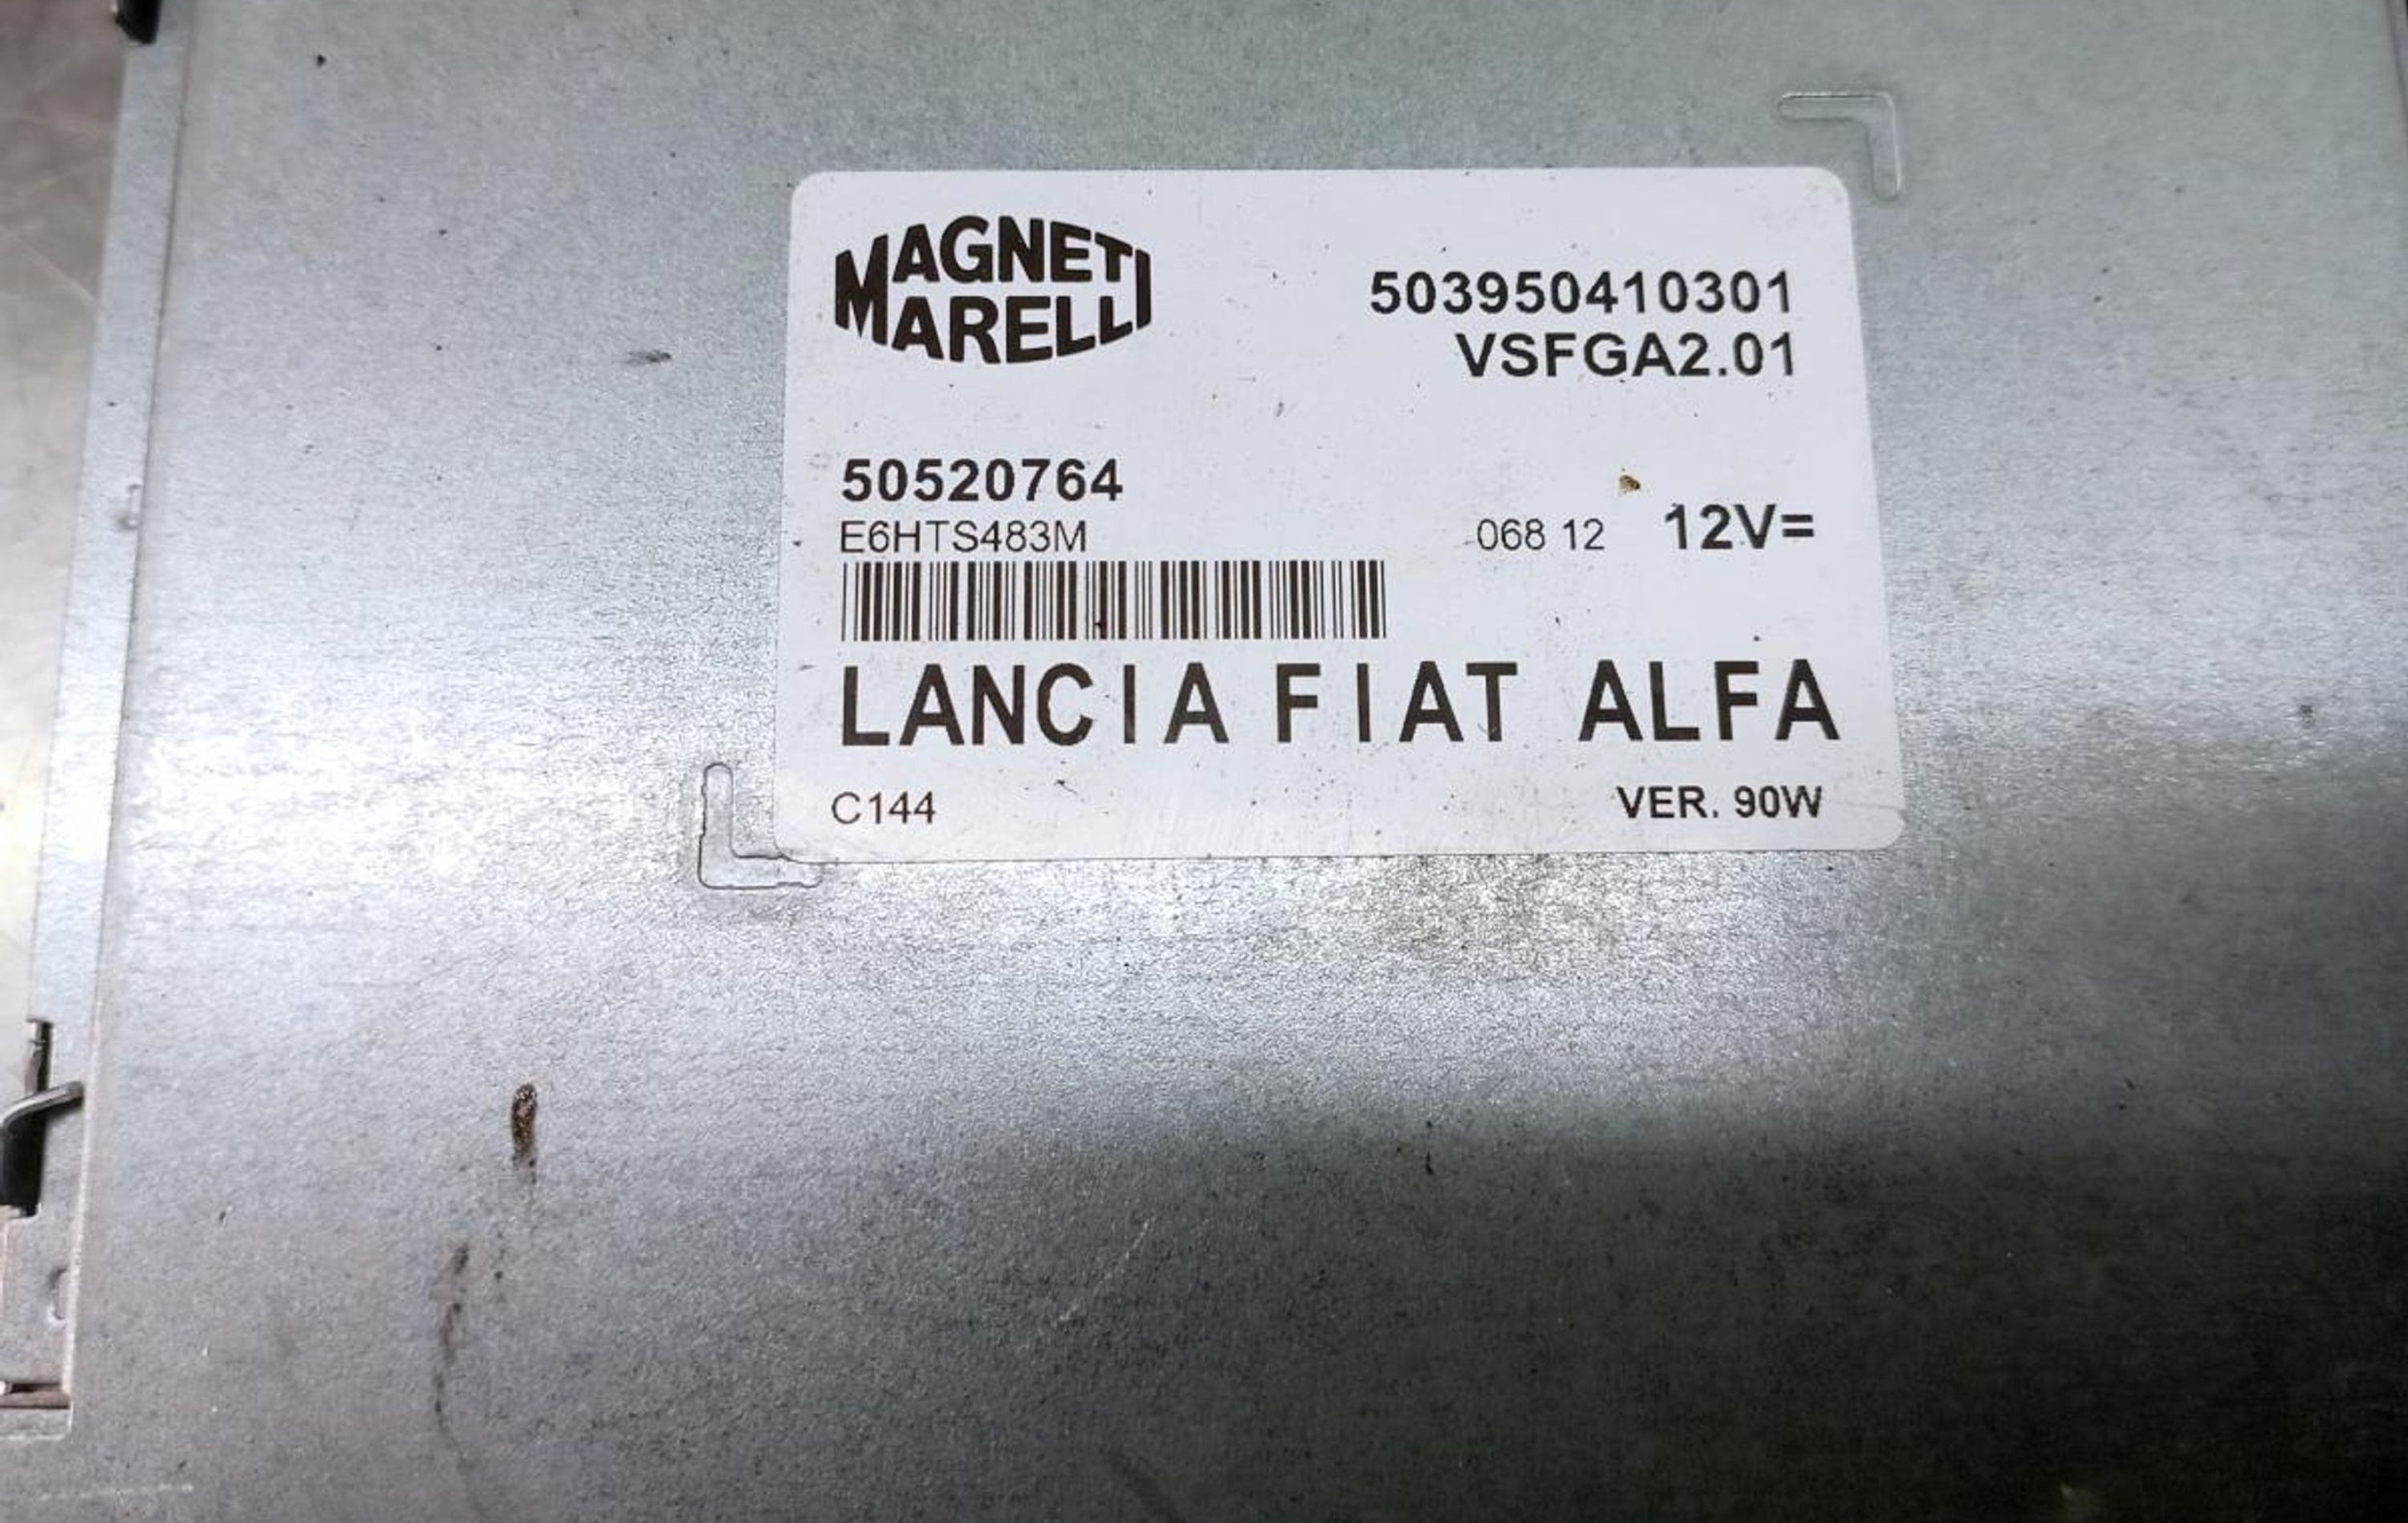 MAGNETI
MARELLI
503950410301
VSFGA2.01
50520764
E6HTS483M
068 12 12V=
LANCIA FIAT ALFA
C144 VER. 90W